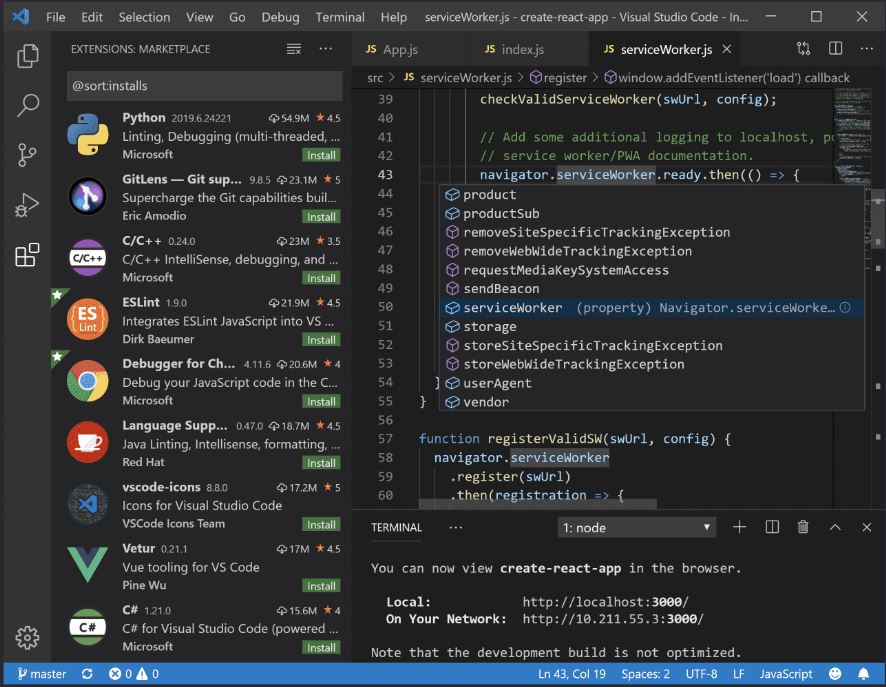 File Edit Selection View Go Debug Terminal Help serviceWorker.js - create-react-app - Visual Studio Code - In...
EXTENSIONS: MARKETPLACE ...
@sort:installs
Python 2019.6.24221 54.9M ★ 4.5
Linting, Debugging (multi-threaded, ...
Microsoft Install
GitLens — Git sup... 9.8.5 23.1M ★ 5
Supercharge the Git capabilities buil...
Eric Amodio Install
C/C++
C/C++ 0.24.0 23M ★ 3.5
C/C++ IntelliSense, debugging, and ...
Microsoft Install
ES
Lint
ESLint 1.9.0 21.9M ★ 4.5
Integrates ESLint JavaScript into VS ...
Dirk Baeumer Install
Debugger for Ch... 4.11.6 20.6M ★ 4
Debug your JavaScript code in the C...
Microsoft Install
Language Supp... 0.47.0 18.7M ★ 4.5
Java Linting, Intellisense, formatting, ...
Red Hat Install
vscode-icons 8.8.0 17.2M ★ 5
Icons for Visual Studio Code
VSCode Icons Team Install
Vetur 0.21.1 17M ★ 4.5
Vue tooling for VS Code
Pine Wu Install
C#
C# 1.21.0 15.6M ★ 4
C# for Visual Studio Code (powered ...
Microsoft Install
JS App.js JS index.js JS serviceWorker.js ...
src > JS serviceWorker.js > register > window.addEventListener('load') callback
39 checkValidServiceWorker(swUrl, config);
40
41 // Add some additional logging to localhost, po
42 // service worker/PWA documentation.
43 navigator.serviceWorker.ready.then(() => {
44 product
45 productSub
46 removeSiteSpecificTrackingException
47 removeWebWideTrackingException
48 requestMediaKeySystemAccess
49 sendBeacon
50 serviceWorker (property) Navigator.serviceWorke...
51 storage
52 storeSiteSpecificTrackingException
53 storeWebWideTrackingException
54 } userAgent
55 } vendor
56
57 function registerValidSW(swUrl, config) {
58 navigator.serviceWorker
59 .register(swUrl)
60 .then(registration => {
TERMINAL ... 1: node
You can now view create-react-app in the browser.
Local: http://localhost:3000/
On Your Network: http://10.211.55.3:3000/
Note that the development build is not optimized.
master 0 0 Ln 43, Col 19 Spaces: 2 UTF-8 LF JavaScript